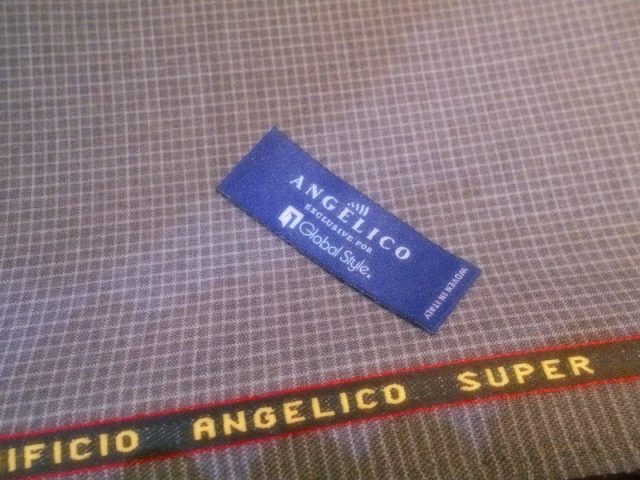 ANGELICO
EXCLUSIVE FOR
Global Style.
WOVEN IN ITALY
IFICIO ANGELICO SUPER